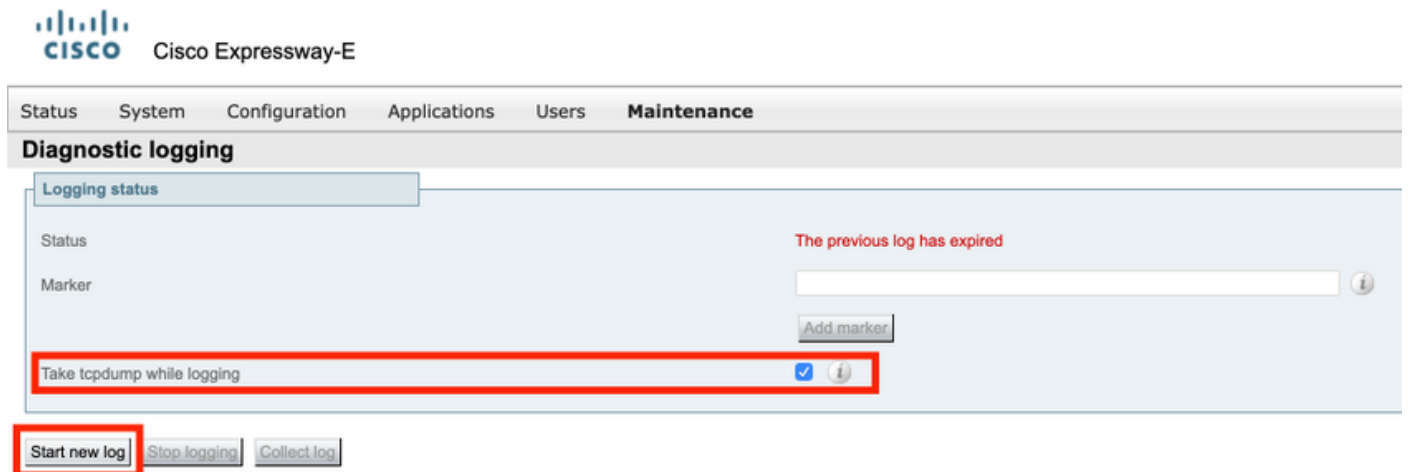 CISCO Cisco Expressway-E
Status System Configuration Applications Users Maintenance
Diagnostic logging
Logging status
Status The previous log has expired
Marker i
Add marker
Take tcpdump while logging i
Start new log Stop logging Collect log